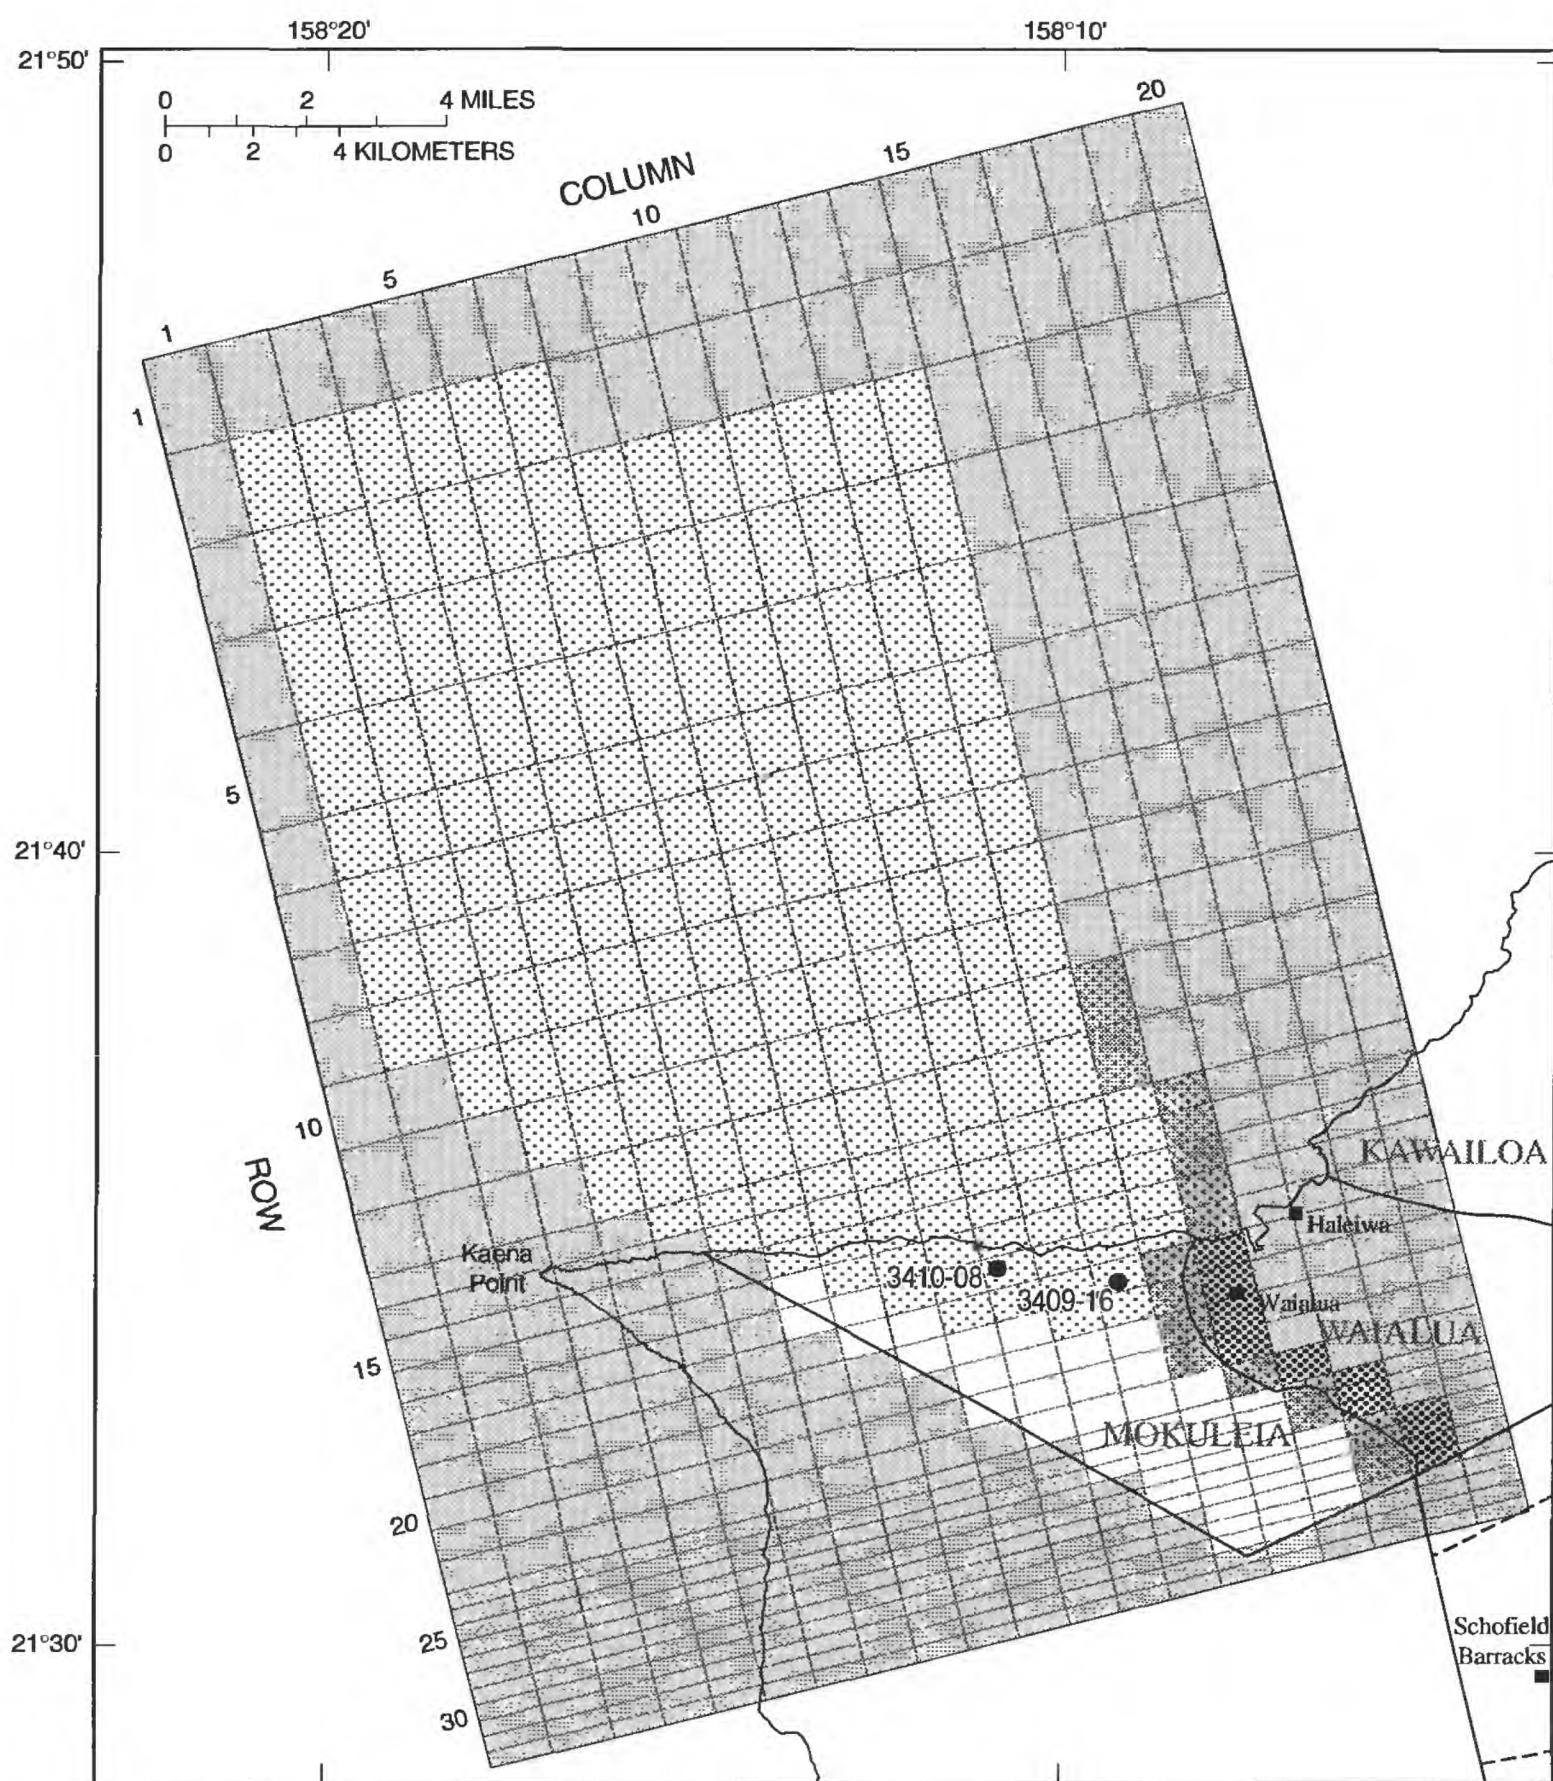 158°20'
158°10'
21°50'
0 2 4 MILES
0 2 4 KILOMETERS
COLUMN
1
5
10
15
20
1
5
21°40'
10
ROW
KAWAILOA
Haleiwa
Kaena
Point
3410-08
3409-16
Waialua
WAIALUA
15
MOKULEIA
20
25
21°30'
Schofield
Barracks
30